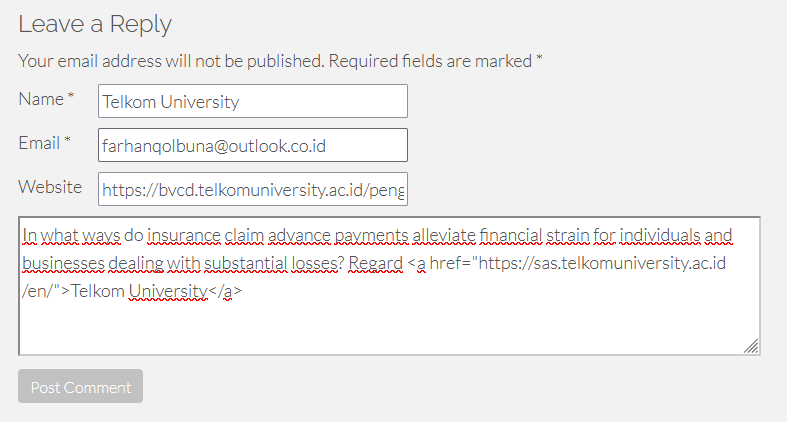 Leave a Reply
Your email address will not be published. Required fields are marked *
Name * Telkom University
Email * farhanqolbuna@outlook.co.id
Website https://bvcd.telkomuniversity.ac.id/peng
In what ways do insurance claim advance payments alleviate financial strain for individuals and
businesses dealing with substantial losses? Regard <a href="https://sas.telkomuniversity.ac.id
/en/">Telkom University</a>
Post Comment